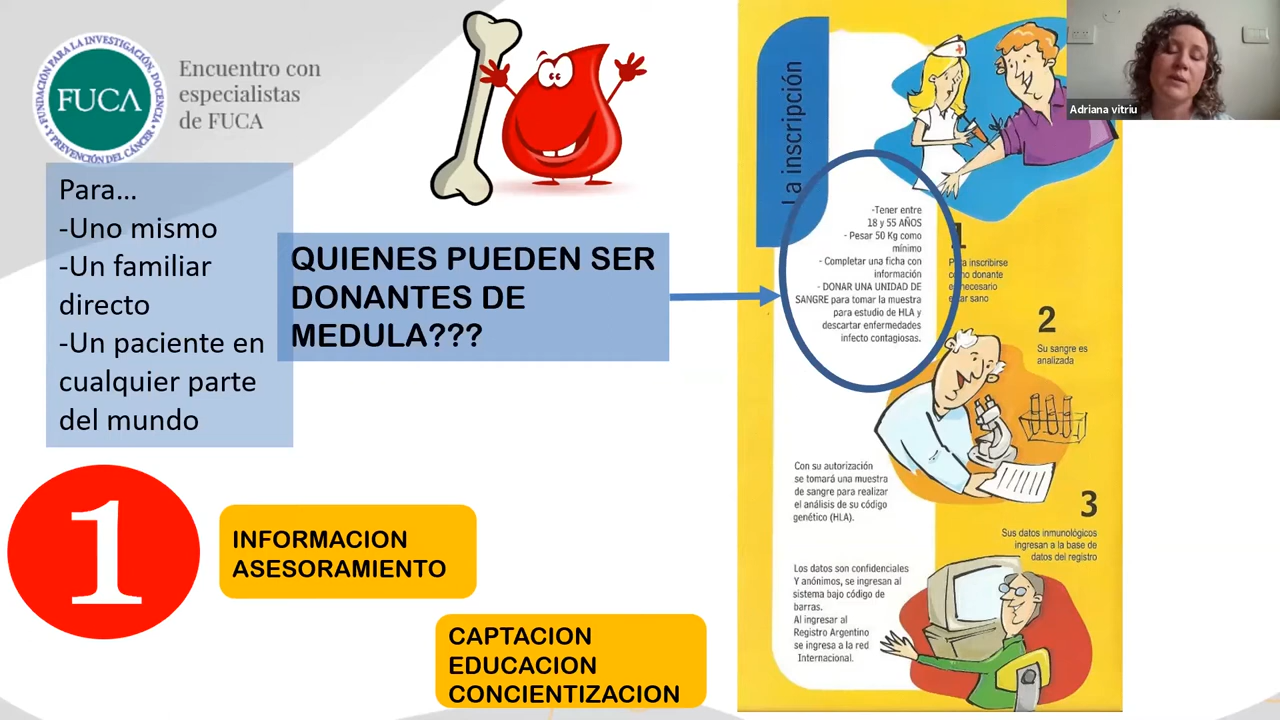 FUNDACIÓN PARA LA INVESTIGACIÓN, DOCENCIA
Y PREVENCIÓN DEL CÁNCER
FUCA
Encuentro con
especialistas
de FUCA
Para...
-Uno mismo
-Un familiar
directo
-Un paciente en
cualquier parte
del mundo
QUIENES PUEDEN SER
DONANTES DE
MEDULA???
1
INFORMACION
ASESORAMIENTO
CAPTACION
EDUCACION
CONCIENTIZACION
La inscripción
-Tener entre
18 y 55 AÑOS
- Pesar 50 Kg como
mínimo
- Completar una ficha con
información
- DONAR UNA UNIDAD DE
SANGRE para tomar la muestra
para estudio de HLA y
descartar enfermedades
infecto contagiosas.
1
Para inscribirse
como donante
es necesario
estar sano
2
Su sangre es
analizada
Con su autorización
se tomará una muestra
de sangre para realizar
el análisis de su código
genético (HLA).
3
Sus datos inmunológicos
ingresan a la base de
datos del registro
Los datos son confidenciales
Y anónimos, se ingresan al
sistema bajo código de
barras.
Al ingresar al
Registro Argentino
se ingresa a la red
Internacional.
Adriana vitriu